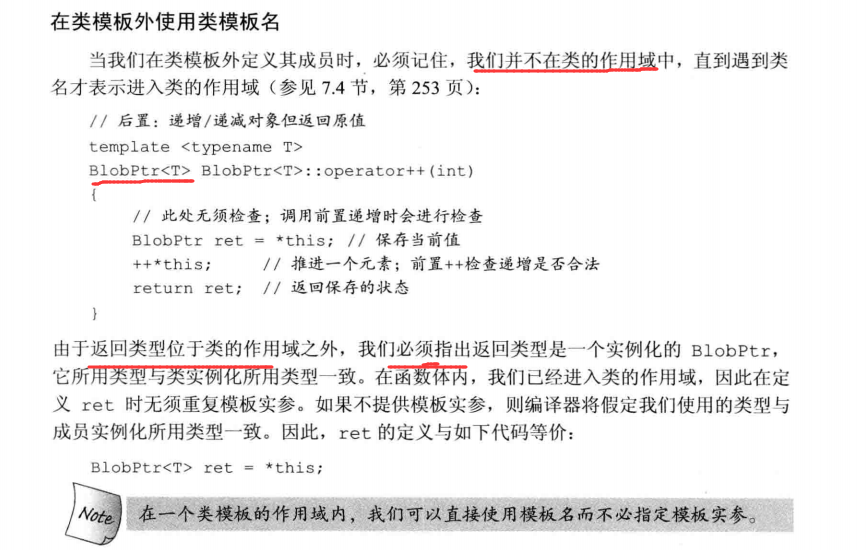 在类模板外使用类模板名
当我们在类模板外定义其成员时，必须记住，我们并不在类的作用域中，直到遇到类
名才表示进入类的作用域（参见 7.4 节，第 253 页）：
// 后置：递增/递减对象但返回原值
template <typename T>
BlobPtr<T> BlobPtr<T>::operator++(int)
{
// 此处无须检查；调用前置递增时会进行检查
BlobPtr ret = *this; // 保存当前值
++*this; // 推进一个元素；前置++检查递增是否合法
return ret; // 返回保存的状态
}
由于返回类型位于类的作用域之外，我们必须指出返回类型是一个实例化的 BlobPtr，
它所用类型与类实例化所用类型一致。在函数体内，我们已经进入类的作用域，因此在定
义 ret 时无须重复模板实参。如果不提供模板实参，则编译器将假定我们使用的类型与
成员实例化所用类型一致。因此，ret 的定义与如下代码等价：
BlobPtr<T> ret = *this;
Note 在一个类模板的作用域内，我们可以直接使用模板名而不必指定模板实参。